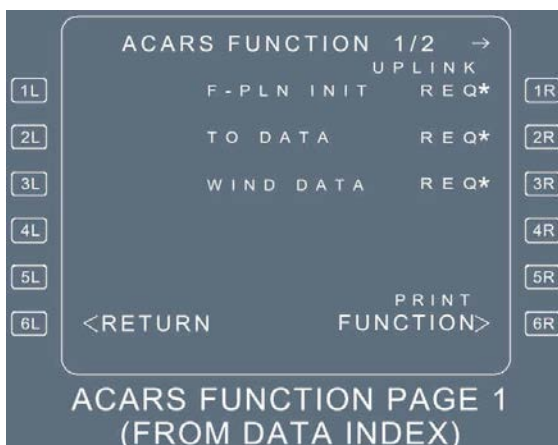 ACARS FUNCTION 1/2 →
UPLINK
1L F-PLN INIT REQ* 1R
2L TO DATA REQ* 2R
3L WIND DATA REQ* 3R
4L 4R
5L 5R
PRINT
6L <RETURN FUNCTION> 6R
ACARS FUNCTION PAGE 1
(FROM DATA INDEX)